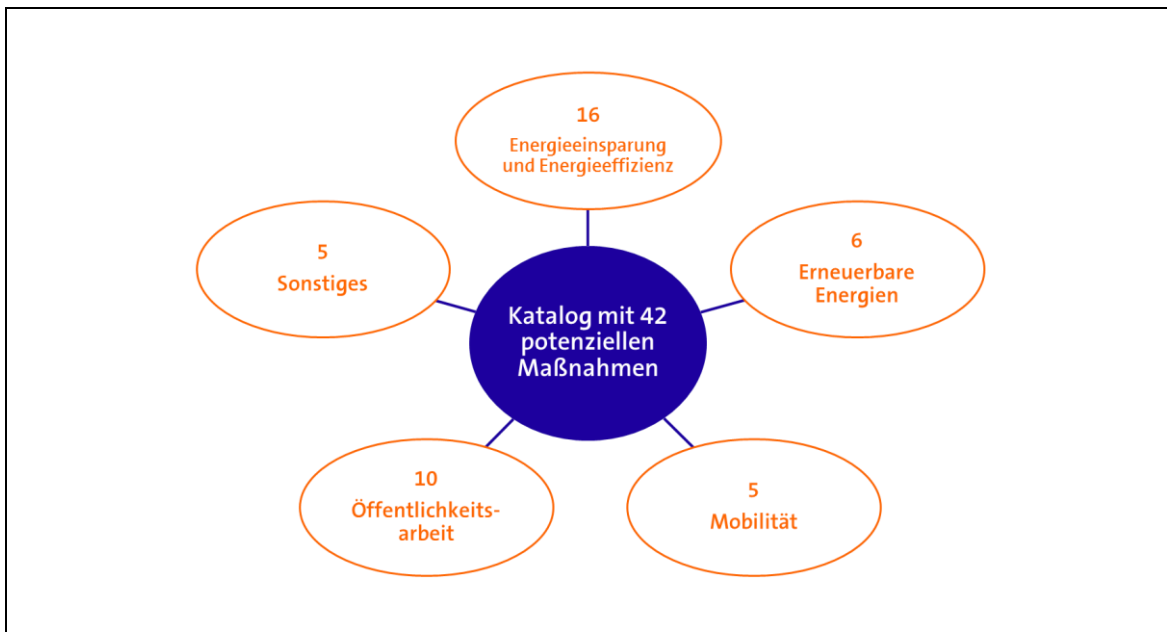 16
Energieeinsparung
und Energieeffizienz
5
Sonstiges
6
Erneuerbare
Energien
Katalog mit 42
potenziellen
Maßnahmen
10
Öffentlichkeits-
arbeit
5
Mobilität